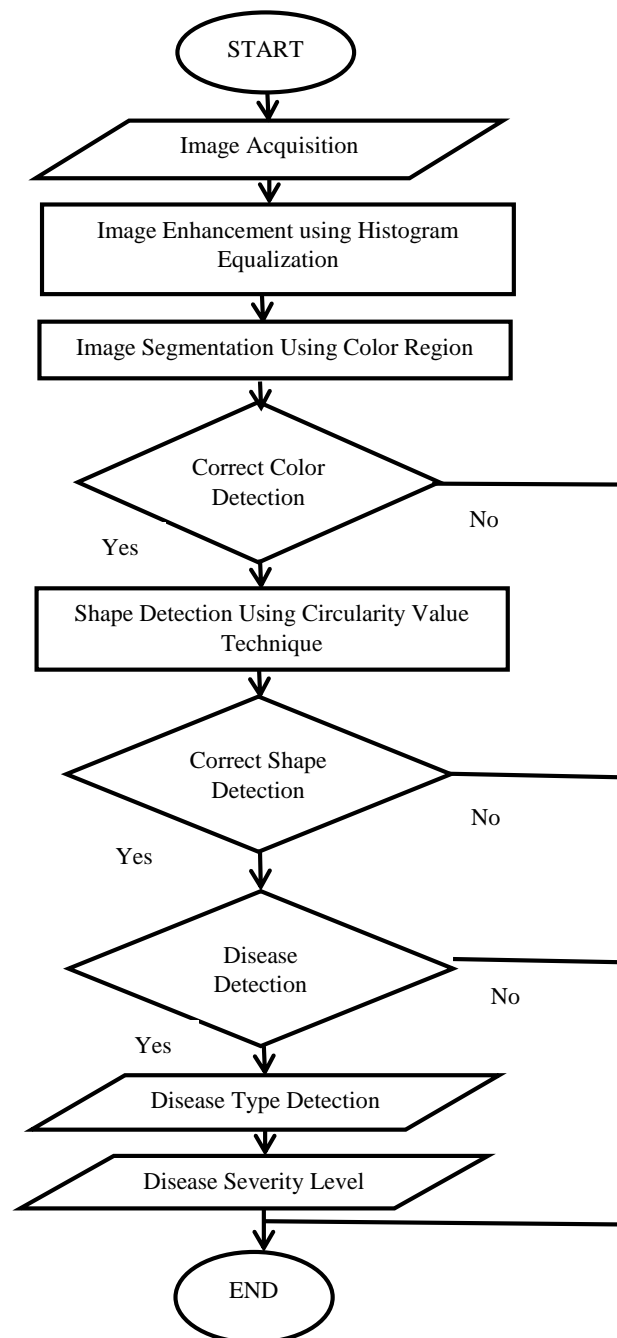 START
Image Acquisition
Image Enhancement using Histogram
Equalization
Image Segmentation Using Color Region
Correct Color
Detection
No
Yes
Shape Detection Using Circularity Value
Technique
Correct Shape
Detection
No
Yes
Disease
Detection
No
Yes
Disease Type Detection
Disease Severity Level
END